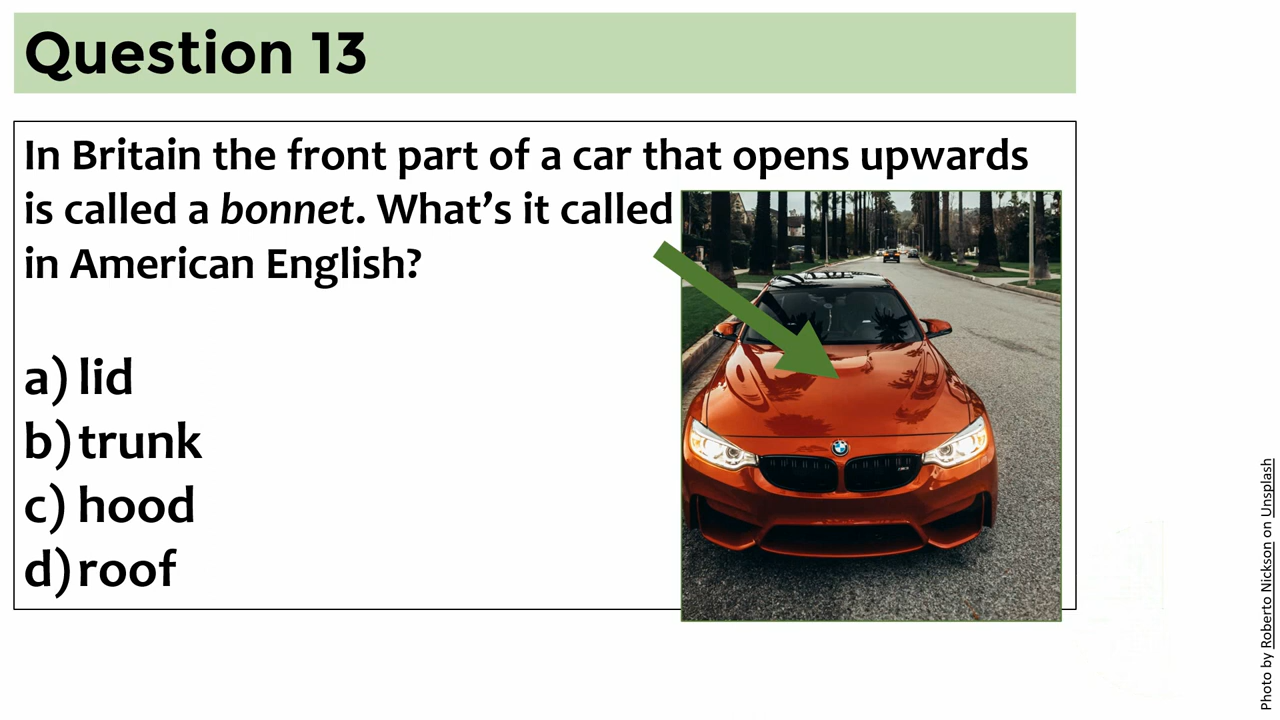 Question 13
In Britain the front part of a car that opens upwards
is called a bonnet. What's it called
in American English?
a) lid
b) trunk
c) hood
d) roof
Photo by Roberto Nickson on Unsplash